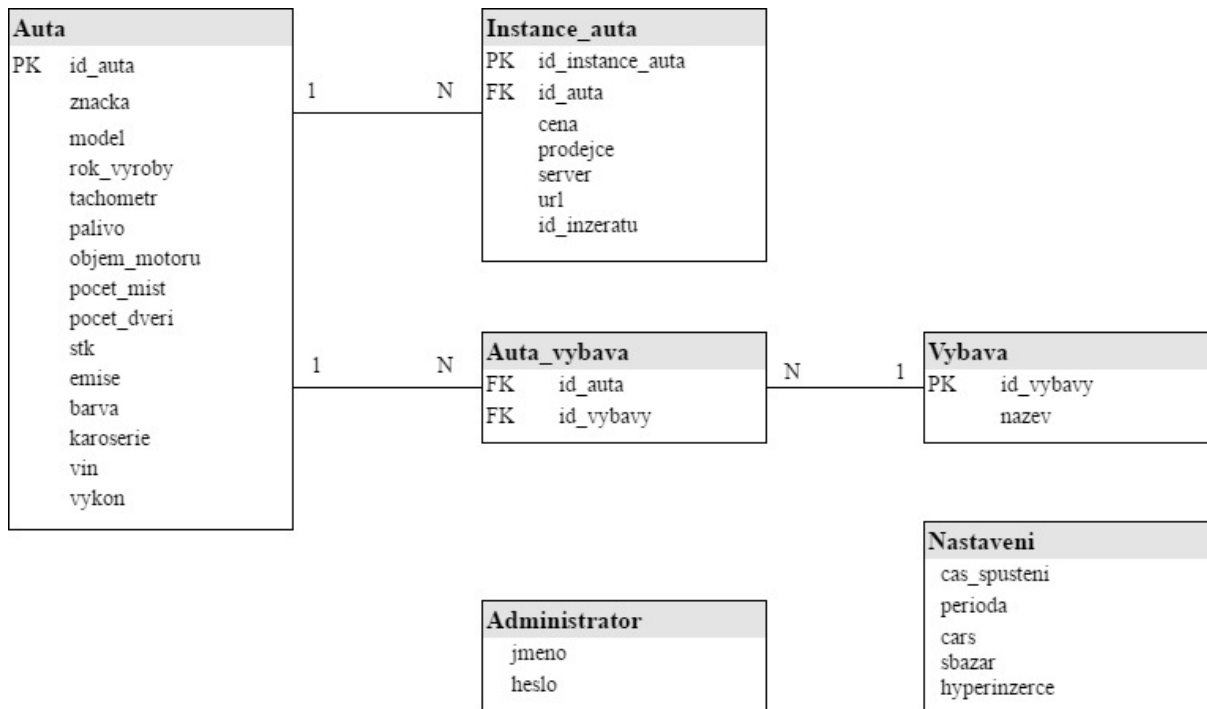 Auta
PK id_auta
znacka
model
rok_vyroby
tachometr
palivo
objem_motoru
pocet_mist
pocet_dveri
stk
emise
barva
karoserie
vin
vykon
1 N
Instance_auta
PK id_instance_auta
FK id_auta
cena
prodejce
server
url
id_inzeratu
1 N
Auta_vybava
FK id_auta
FK id_vybavy
N 1
Vybava
PK id_vybavy
nazev
Administrator
jmeno
heslo
Nastaveni
cas_spusteni
perioda
cars
sbazar
hyperinzerce